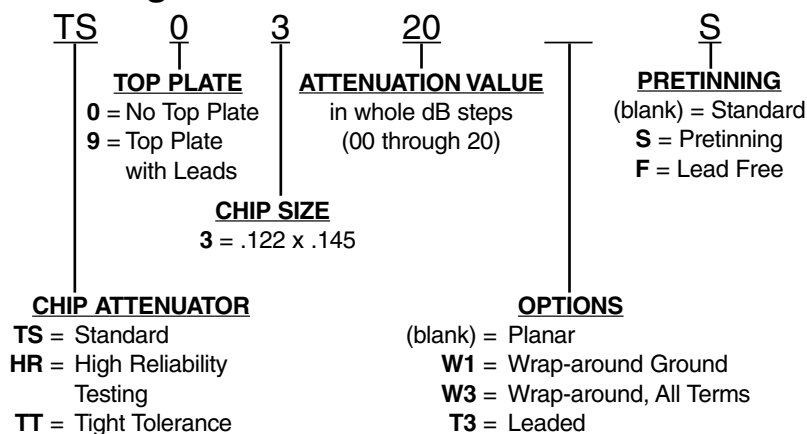 TS 0 3 20 __ S
TOP PLATE
0 = No Top Plate
9 = Top Plate
with Leads
ATTENUATION VALUE
in whole dB steps
(00 through 20)
PRETINNING
(blank) = Standard
S = Pretinning
F = Lead Free
CHIP SIZE
3 = .122 x .145
CHIP ATTENUATOR
TS = Standard
HR = High Reliability
Testing
TT = Tight Tolerance
OPTIONS
(blank) = Planar
W1 = Wrap-around Ground
W3 = Wrap-around, All Terms
T3 = Leaded